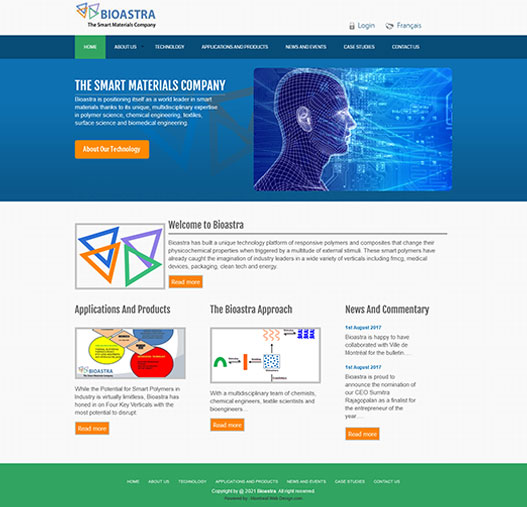 BIOASTRA
The Smart Materials Company
Login Français
HOME ABOUT US TECHNOLOGY APPLICATIONS AND PRODUCTS NEWS AND EVENTS CASE STUDIES CONTACT US
THE SMART MATERIALS COMPANY
Bioastra is positioning itself as a world leader in smart
materials thanks to its unique, multidisciplinary expertise
in polymer science, chemical engineering, textiles,
surface science and biomedical engineering.
About Our Technology
Welcome to Bioastra
Bioastra has built a unique technology platform of responsive polymers and composites that change their
physicochemical properties when triggered by a multitude of external stimuli. These smart polymers have
already caught the imagination of industry leaders in a wide variety of verticals including fmcg, medical
devices, packaging, clean tech and energy.
Read more
Applications And Products
BIOASTRA
While the Potential for Smart Polymers in
Industry is virtually limitless, Bioastra has
honed in on Four Key Verticals with the
most potential to disrupt.
Read more
The Bioastra Approach
With a multidisciplinary team of chemists,
chemical engineers, textile scientists and
bioengineers...
Read more
News And Commentary
1st August 2017
Bioastra is happy to have
collaborated with Ville de
Montréal for the bulletin....
1st August 2017
Bioastra is proud to
announce the nomination of
our CEO Sumitra
Rajagopalan as a finalist for
the entrepreneur of the
year....
Read more
HOME ABOUT US TECHNOLOGY APPLICATIONS AND PRODUCTS NEWS AND EVENTS CASE STUDIES CONTACT US
Copyright by @ 2021 Bioastra. All right reserved.
Powered by : Montreal Web Design.com